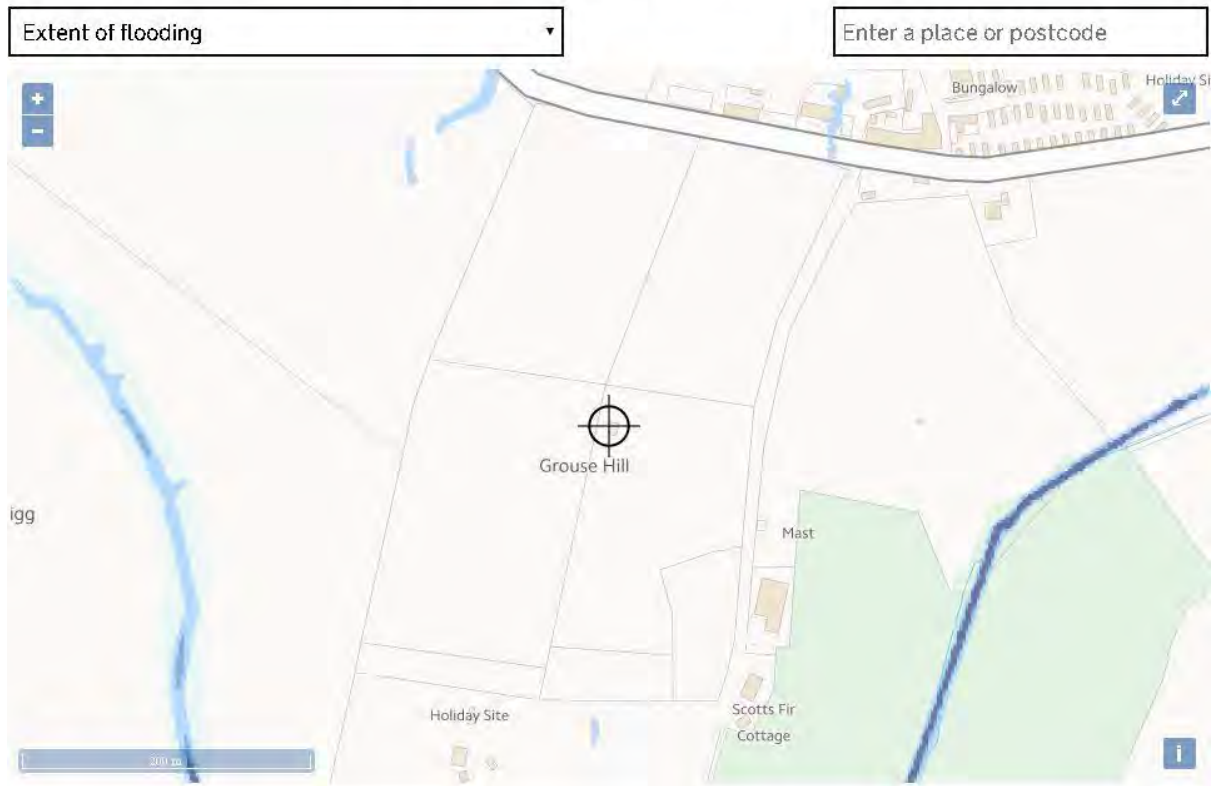 Extent of flooding
Enter a place or postcode
+
−
Bungalow
Holiday Si
Grouse Hill
igg
Mast
Holiday Site
Scotts Fir
Cottage
200 m
i